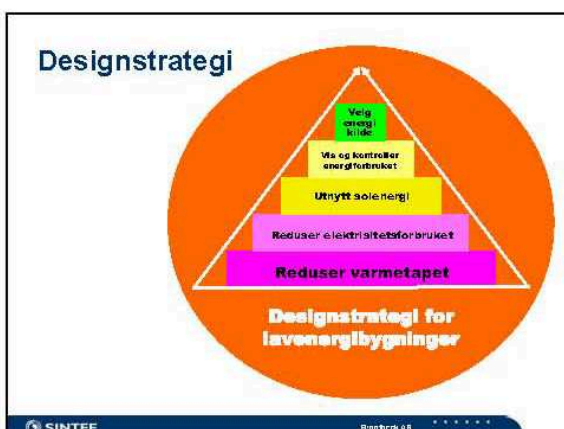 Designstrategi
Velg
energi
kilde
Vis og kontroller
energiforbruket
Utnytt solenergi
Reduser elektrisitetsforbruket
Reduser varmetapet
Designstrategi for
lavenergibygninger
SINTEF